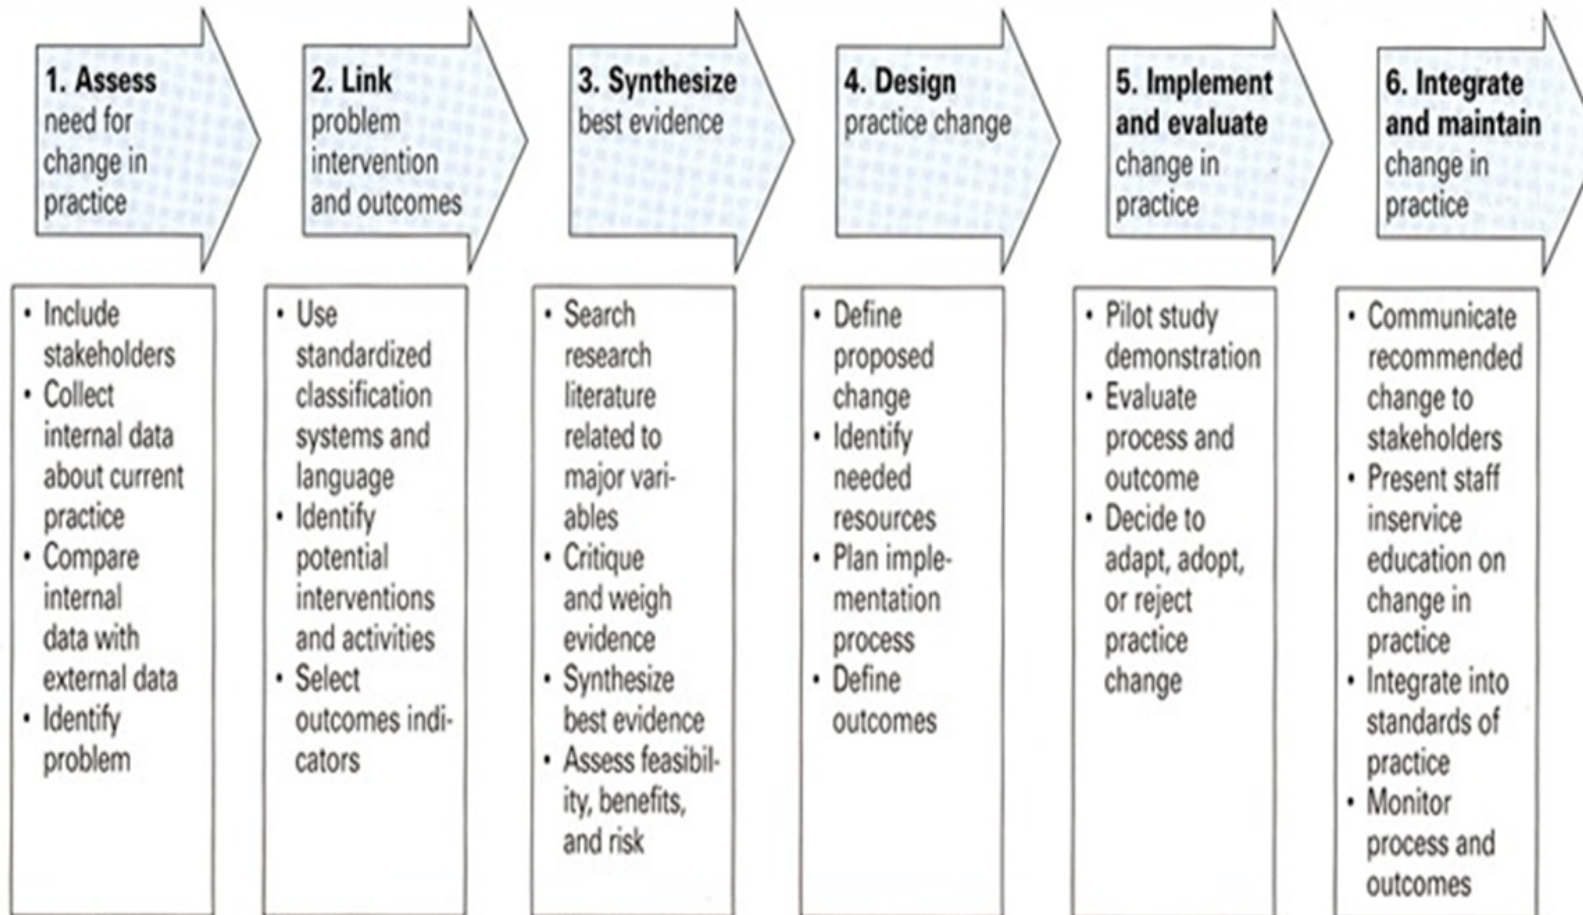 1. Assess
need for
change in
practice
2. Link
problem
intervention
and outcomes
3. Synthesize
best evidence
4. Design
practice change
5. Implement
and evaluate
change in
practice
6. Integrate
and maintain
change in
practice
• Include
stakeholders
• Collect
internal data
about current
practice
• Compare
internal
data with
external data
• Identify
problem
• Use
standardized
classification
systems and
language
• Identify
potential
interventions
and activities
• Select
outcomes indi-
cators
• Search
research
literature
related to
major vari-
ables
• Critique
and weigh
evidence
• Synthesize
best evidence
• Assess feasibil-
ity, benefits,
and risk
• Define
proposed
change
• Identify
needed
resources
• Plan imple-
mentation
process
• Define
outcomes
• Pilot study
demonstration
• Evaluate
process and
outcome
• Decide to
adapt, adopt,
or reject
practice
change
• Communicate
recommended
change to
stakeholders
• Present staff
inservice
education on
change in
practice
• Integrate into
standards of
practice
• Monitor
process and
outcomes